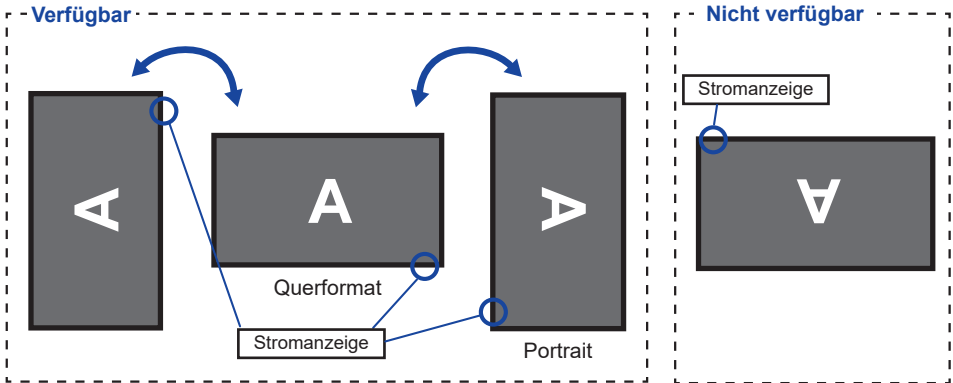 Verfügbar
A
A
A
Querformat
Stromanzeige
Portrait
Nicht verfügbar
Stromanzeige
A